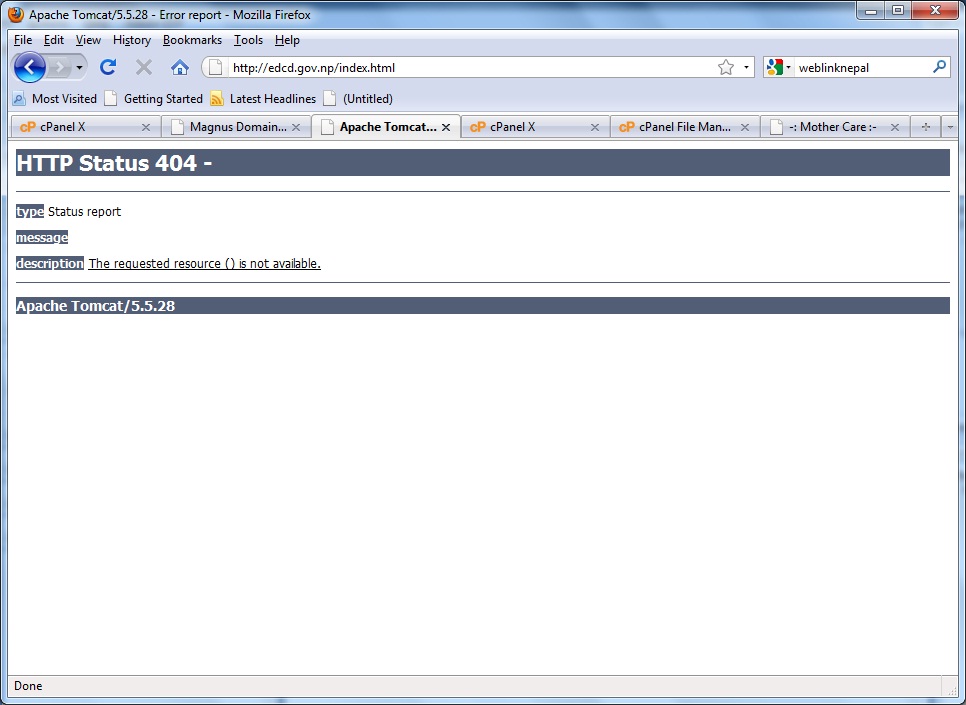 Apache Tomcat/5.5.28 - Error report - Mozilla Firefox
File Edit View History Bookmarks Tools Help
http://edcd.gov.np/index.html weblinknepal
Most Visited Getting Started Latest Headlines (Untitled)
cP cPanel X Magnus Domain... Apache Tomcat... cP cPanel X cP cPanel File Man... -: Mother Care :-
HTTP Status 404 -
type Status report
message
description The requested resource () is not available.
Apache Tomcat/5.5.28
Done